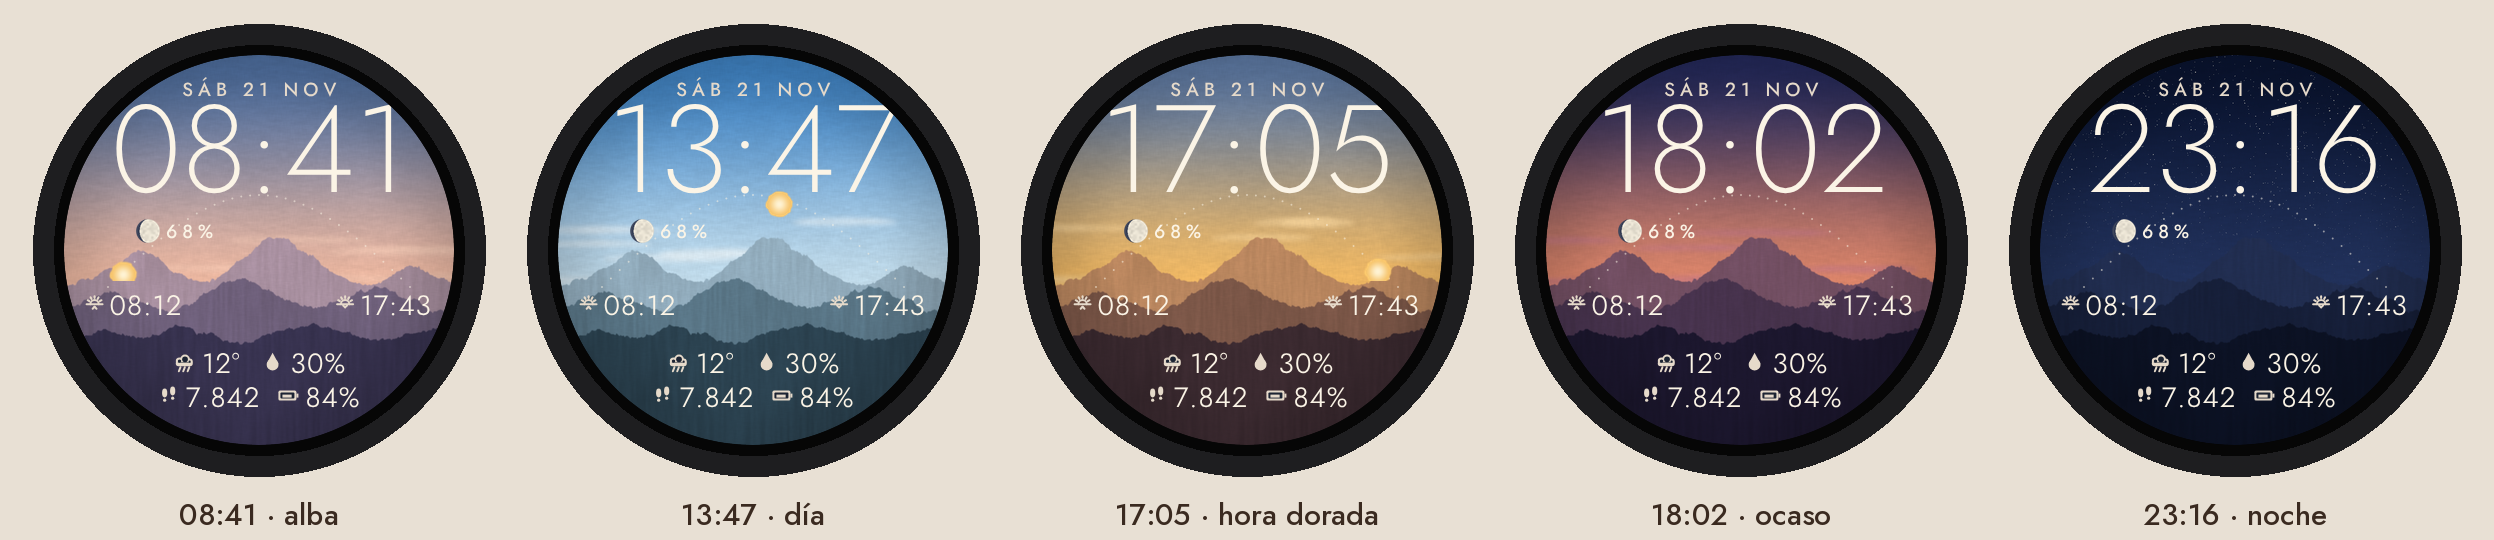 SÁB 21 NOV
08:41
68%
08:12 17:43
12° 30%
7.842 84%
08:41 · alba
SÁB 21 NOV
13:47
68%
08:12 17:43
12° 30%
7.842 84%
13:47 · día
SÁB 21 NOV
17:05
68%
08:12 17:43
12° 30%
7.842 84%
17:05 · hora dorada
SÁB 21 NOV
18:02
68%
08:12 17:43
12° 30%
7.842 84%
18:02 · ocaso
SÁB 21 NOV
23:16
68%
08:12 17:43
12° 30%
7.842 84%
23:16 · noche